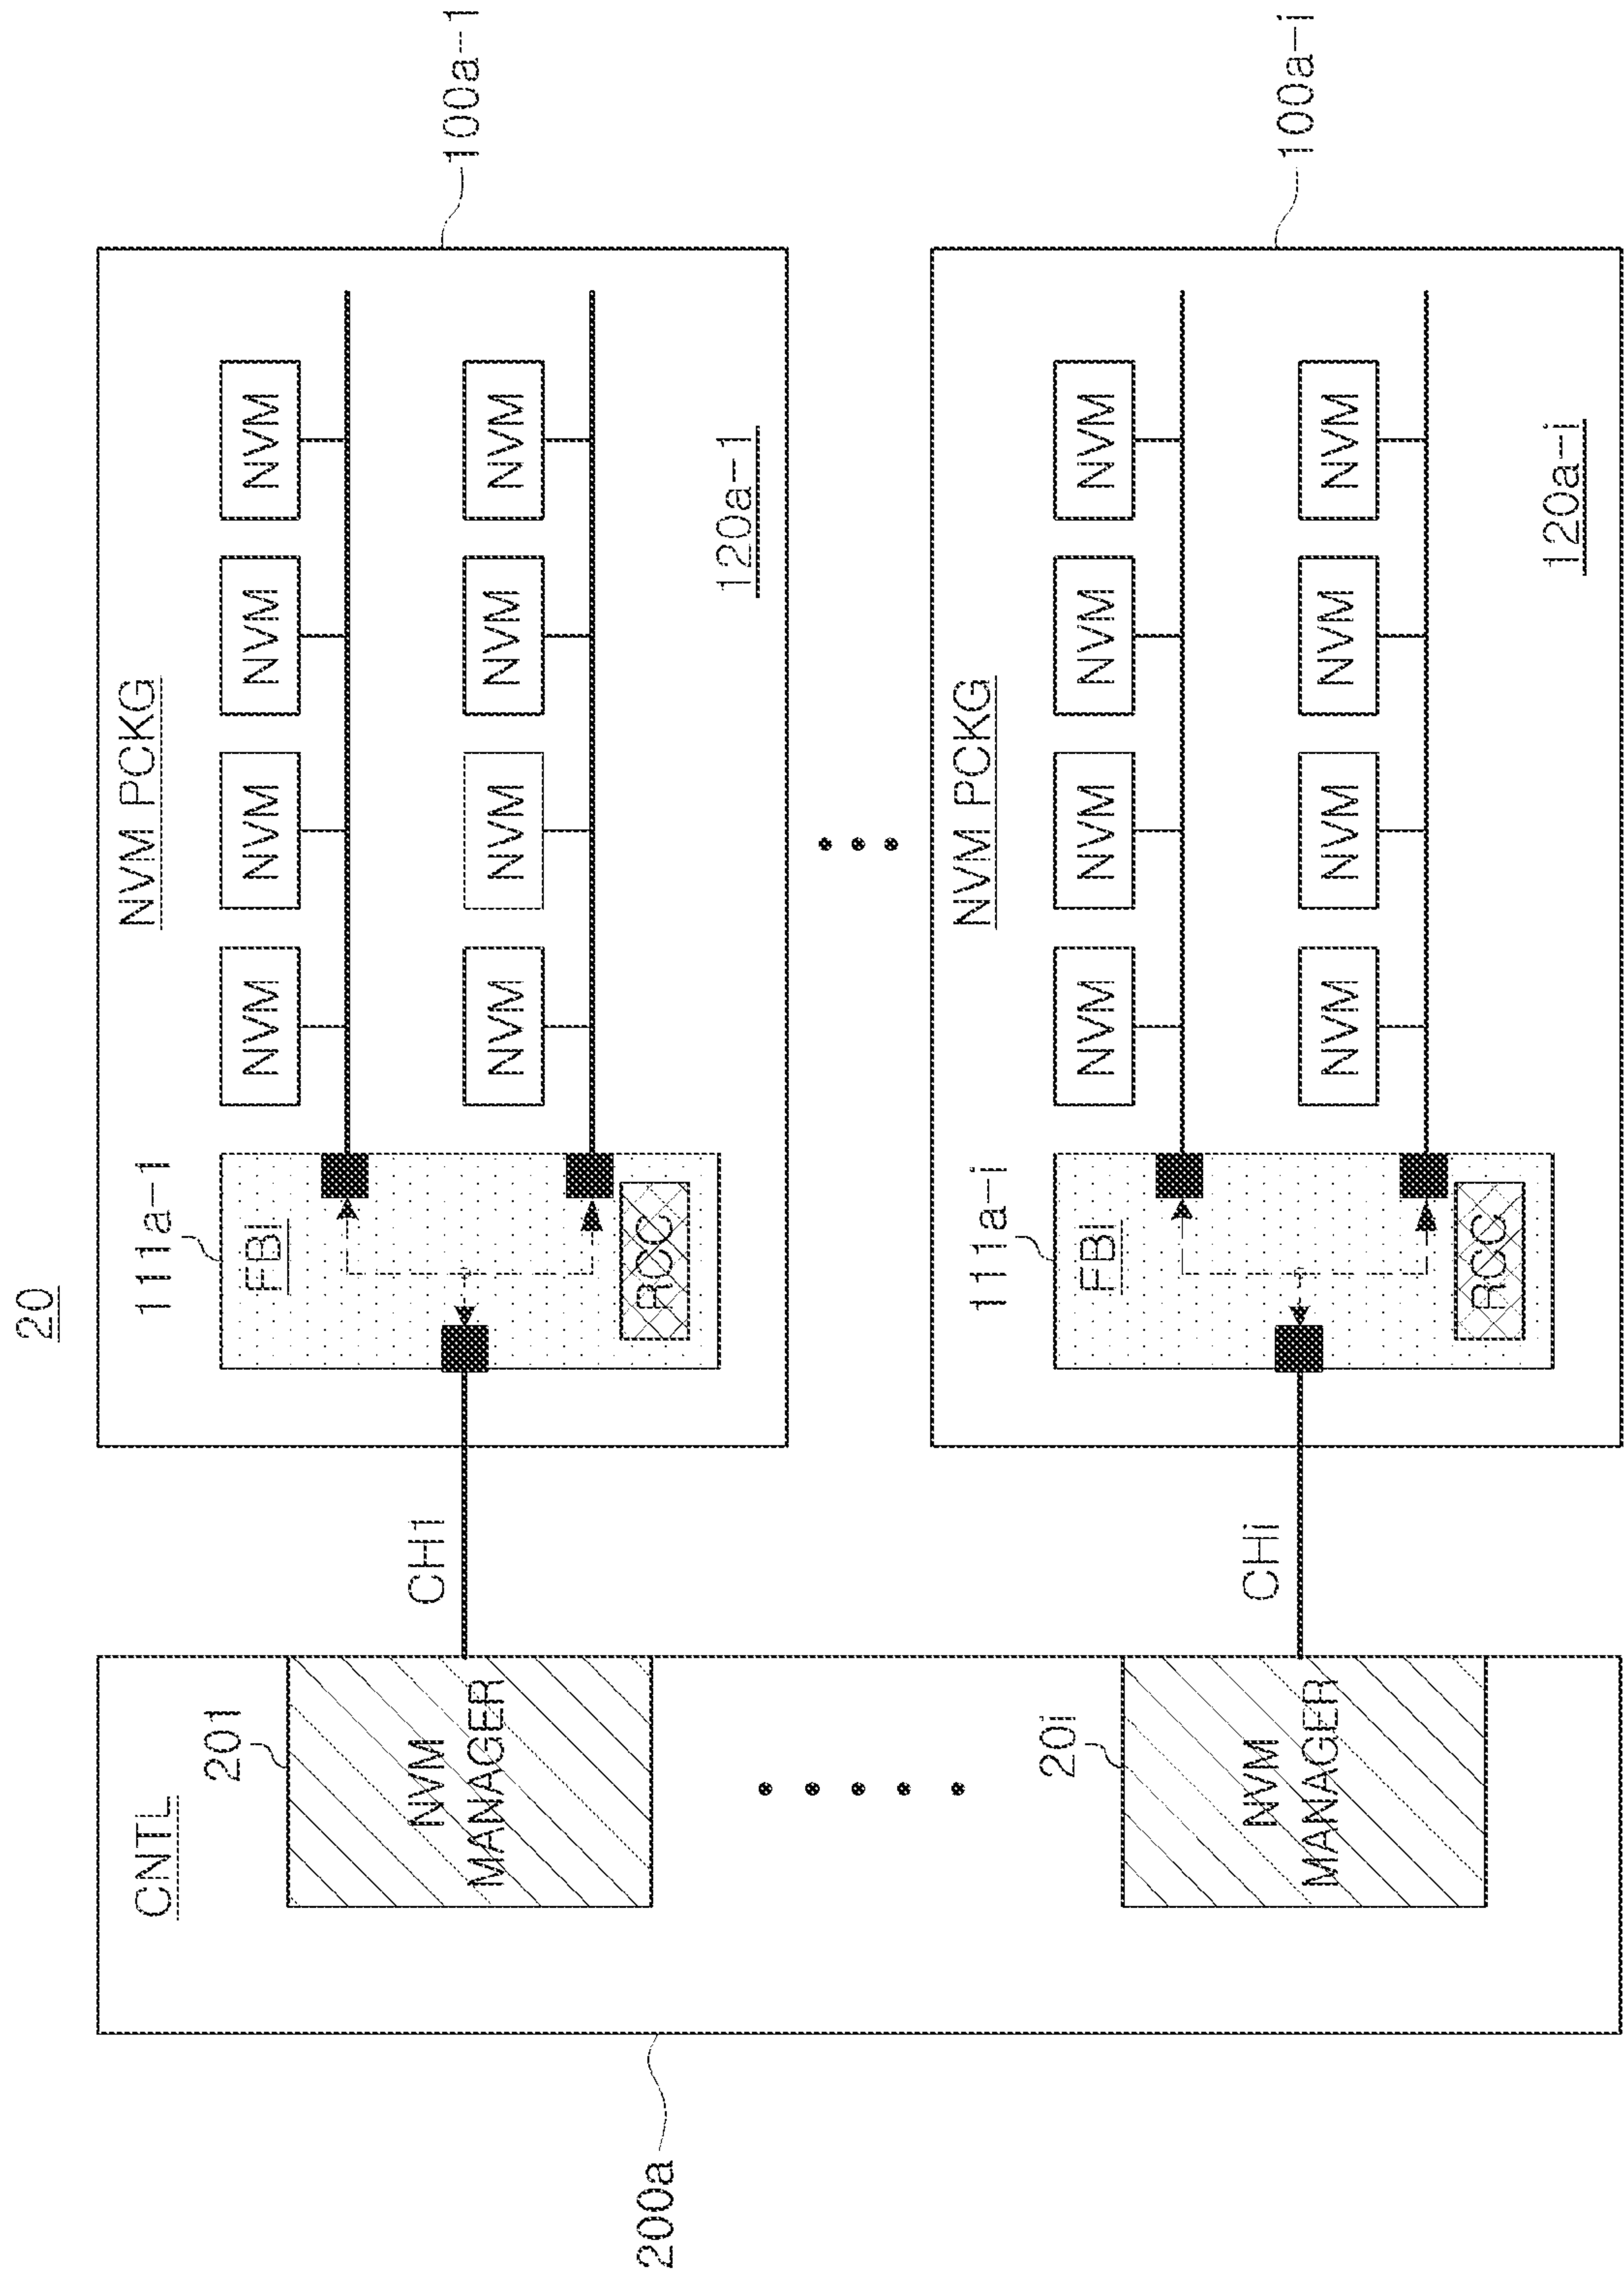 20
CNTL
NVM PCKG
111a-1
201
FBi
NVM NVM NVM NVM
NVM
MANAGER
CH1
100a-1
NVM NVM NVM NVM
RCC
200a
120a-1
NVM PCKG
111a-i
20i
FBi
NVM NVM NVM NVM
NVM
MANAGER
CHi
100a-i
NVM NVM NVM NVM
RCC
120a-i